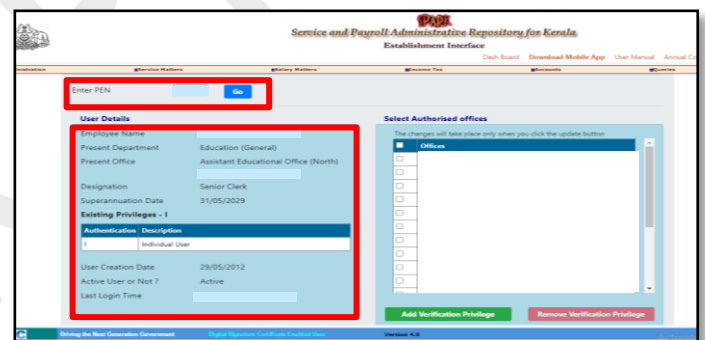 SPARK
Service and Payroll Administrative Repository for Kerala
Establishment Interface
Dash Board Download Mobile App User Manual Annual Co
Service Matters Salary Matters Income Tax Accounts Queries
Enter PEN Go
User Details
Employee Name
Present Department Education (General)
Present Office Assistant Educational Office (North)
Designation Senior Clerk
Superannuation Date 31/05/2029
Existing Privileges - I
Authentication Description
I Individual User
User Creation Date 29/05/2012
Active User or Not ? Active
Last Login Time
Select Authorised offices
The changes will take place only when you click the update button
Offices
Add Verification Privilege Remove Verification Privilege
Driving the Next Generation Government Digital Signature Certificate Enabled User Version 4.0